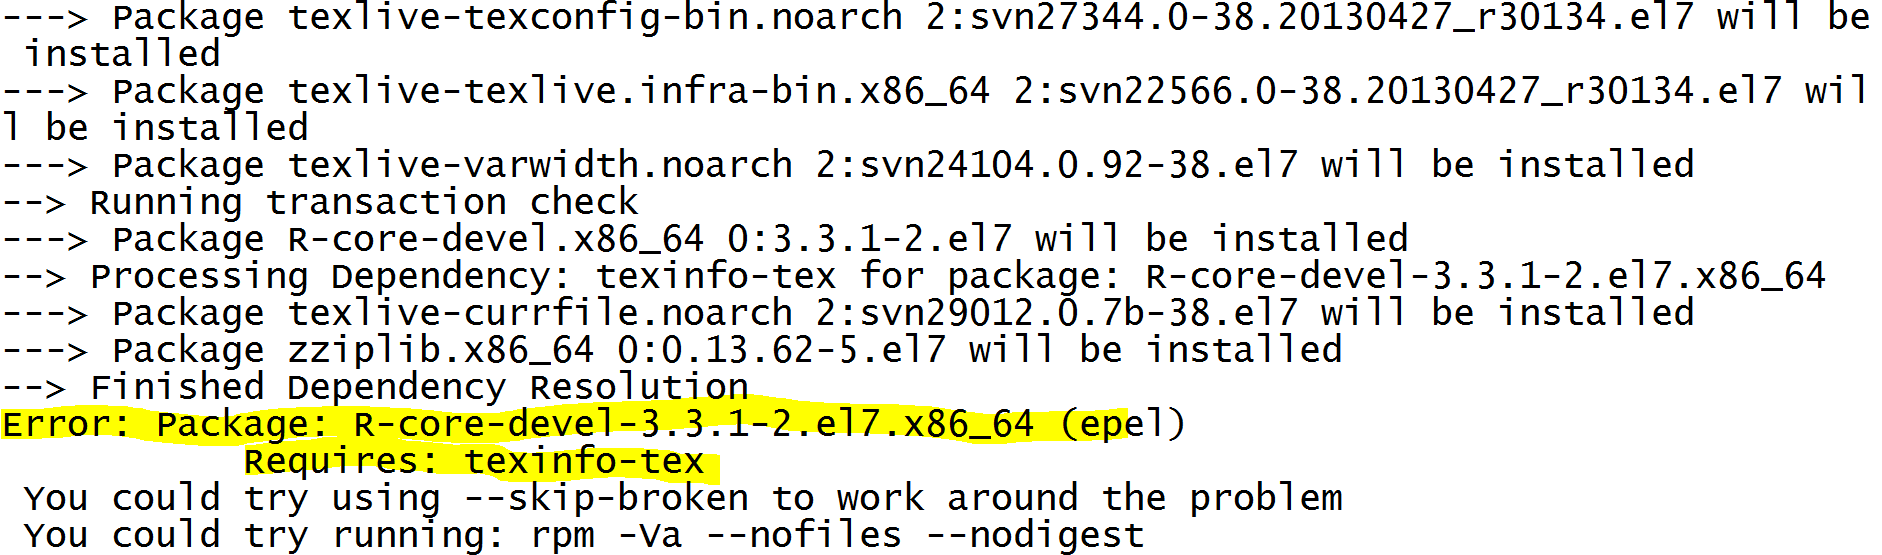 ---> Package texlive-texconfig-bin.noarch 2:svn27344.0-38.20130427_r30134.el7 will be
 installed
---> Package texlive-texlive.infra-bin.x86_64 2:svn22566.0-38.20130427_r30134.el7 wil
l be installed
---> Package texlive-varwidth.noarch 2:svn24104.0.92-38.el7 will be installed
--> Running transaction check
---> Package R-core-devel.x86_64 0:3.3.1-2.el7 will be installed
--> Processing Dependency: texinfo-tex for package: R-core-devel-3.3.1-2.el7.x86_64
---> Package texlive-currfile.noarch 2:svn29012.0.7b-38.el7 will be installed
---> Package zziplib.x86_64 0:0.13.62-5.el7 will be installed
--> Finished Dependency Resolution
Error: Package: R-core-devel-3.3.1-2.el7.x86_64 (epel)
           Requires: texinfo-tex
 You could try using --skip-broken to work around the problem
 You could try running: rpm -Va --nofiles --nodigest